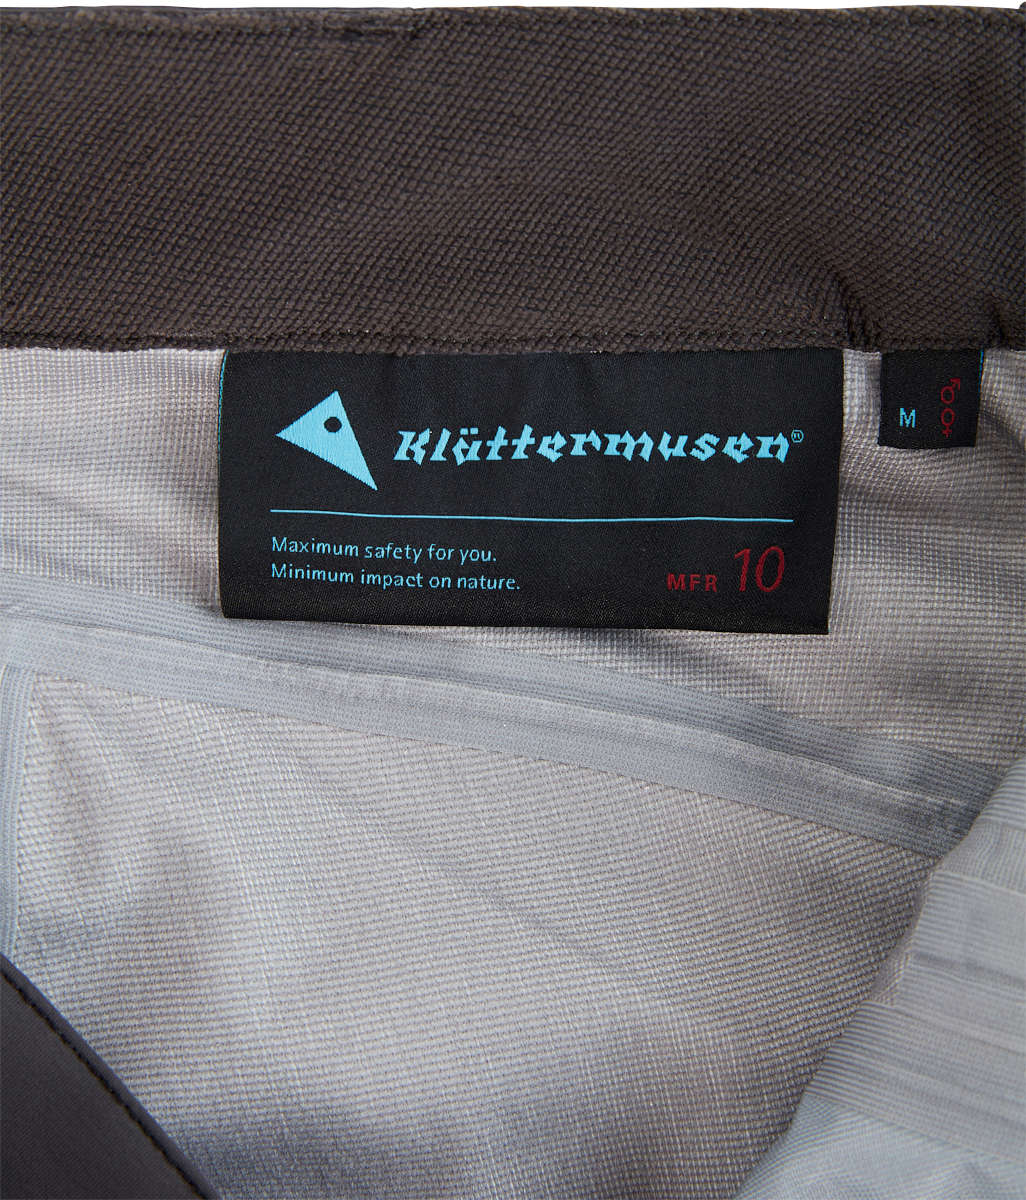 Klättermusen®
Maximum safety for you.
Minimum impact on nature.
MFR 10
M ♂
♀